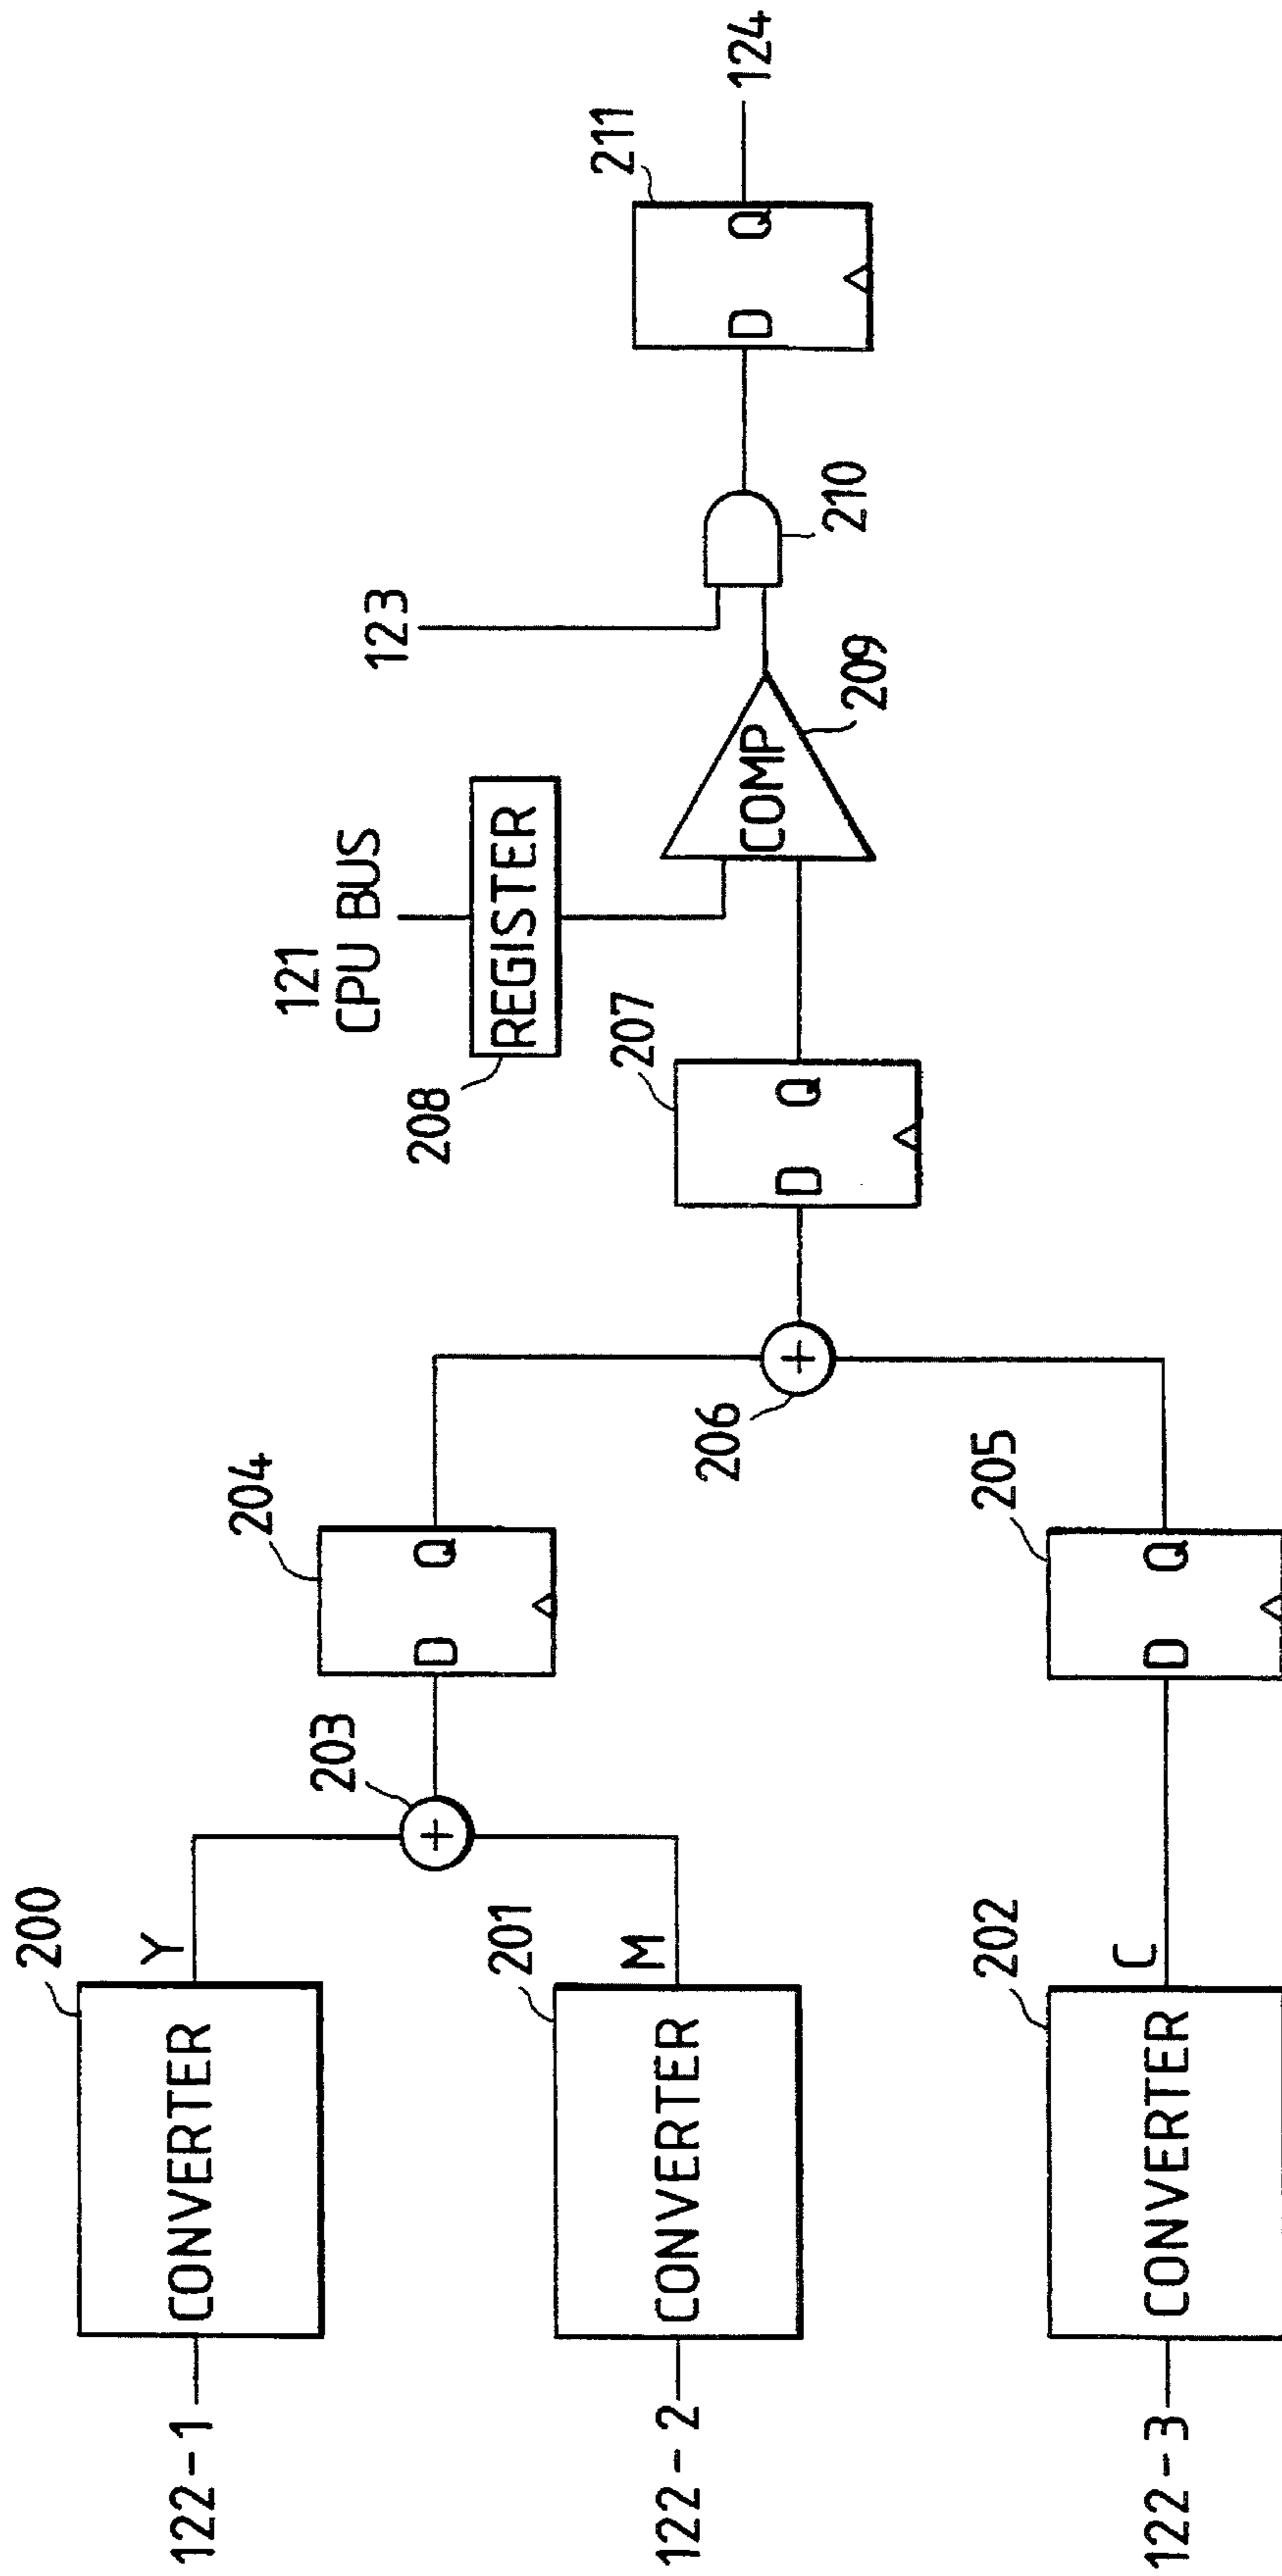 122-1
CONVERTER
200
Y
122-2
CONVERTER
201
M
122-3
CONVERTER
202
C
203
D Q
204
D Q
205
206
D Q
207
121
CPU BUS
REGISTER
208
COMP
209
123
210
D Q
211
124